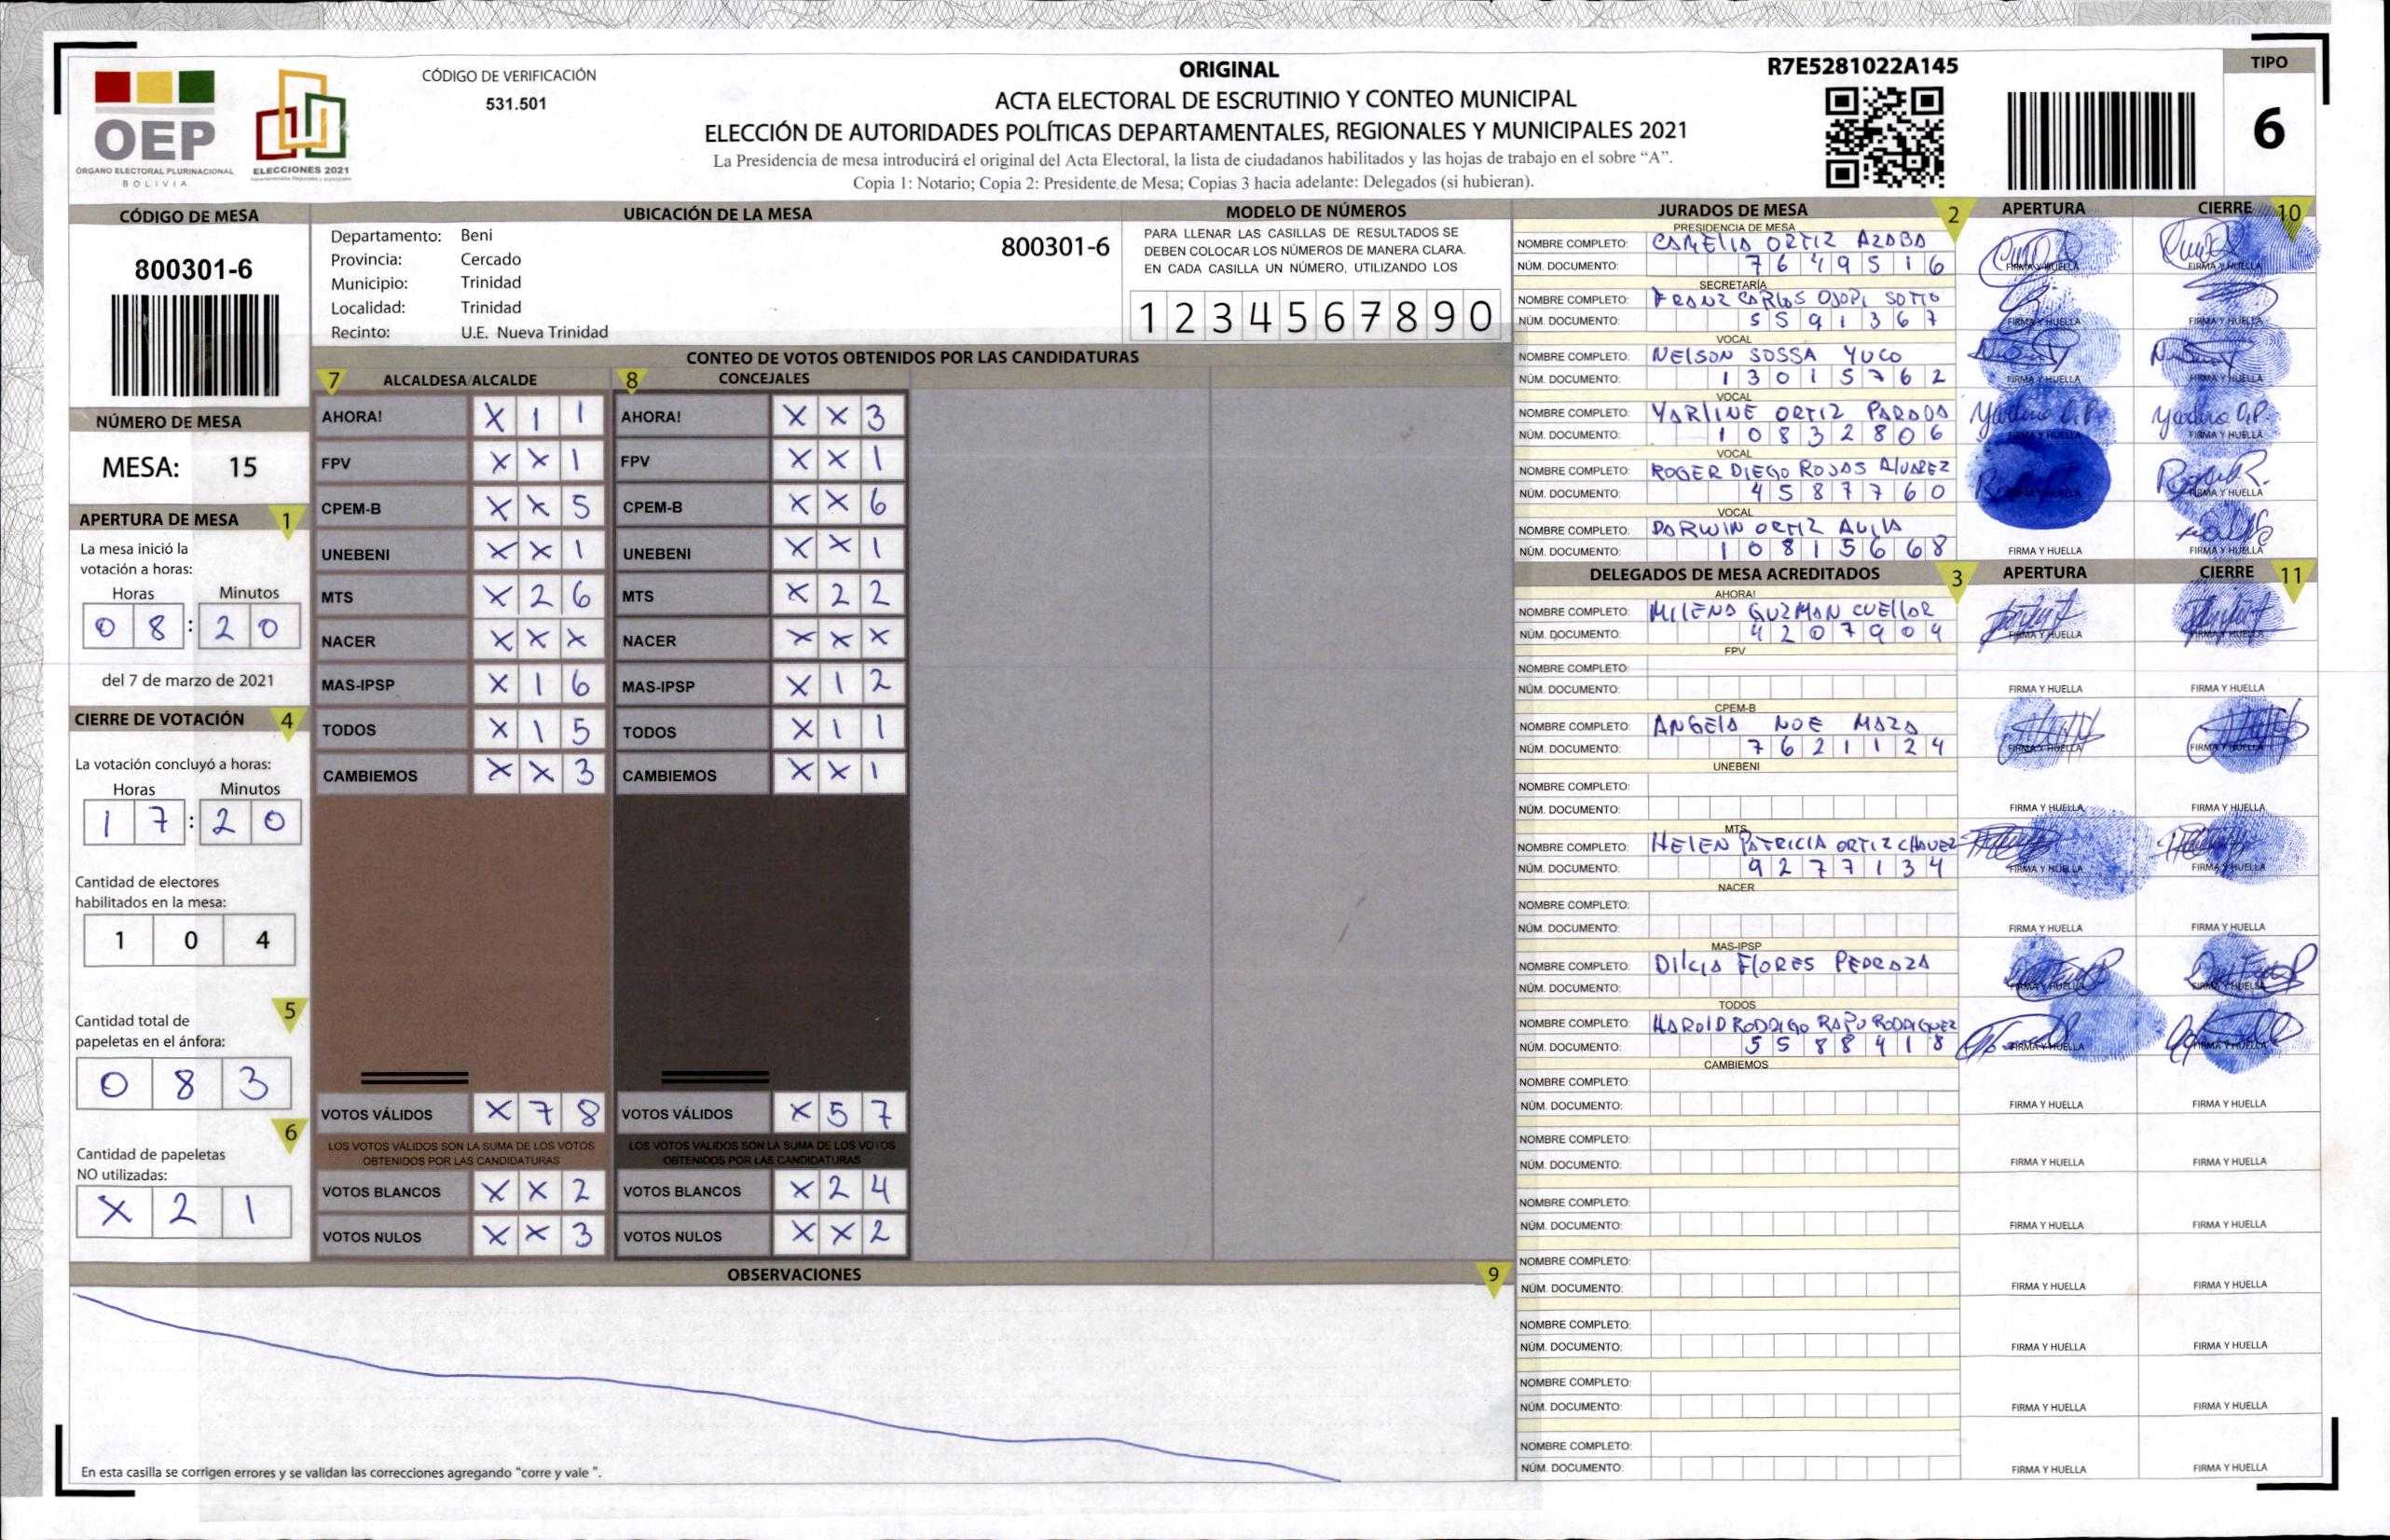 OEP
ÓRGANO ELECTORAL PLURINACIONAL
BOLIVIA
ELECCIONES 2021
CÓDIGO DE VERIFICACIÓN
531.501
ORIGINAL
ACTA ELECTORAL DE ESCRUTINIO Y CONTEO MUNICIPAL
ELECCIÓN DE AUTORIDADES POLÍTICAS DEPARTAMENTALES, REGIONALES Y MUNICIPALES 2021
La Presidencia de mesa introducirá el original del Acta Electoral, la lista de ciudadanos habilitados y las hojas de trabajo en el sobre “A”.
Copia 1: Notario; Copia 2: Presidente de Mesa; Copias 3 hacia adelante: Delegados (si hubieran).
R7E5281022A145
TIPO
6
CÓDIGO DE MESA
800301-6
NÚMERO DE MESA
MESA: 15
APERTURA DE MESA 1
La mesa inició la
votación a horas:
Horas Minutos
0 8 : 2 0
del 7 de marzo de 2021
CIERRE DE VOTACIÓN 4
La votación concluyó a horas:
Horas Minutos
1 7 : 2 0
Cantidad de electores
habilitados en la mesa:
1 0 4
5
Cantidad total de
papeletas en el ánfora:
0 8 3
6
Cantidad de papeletas
NO utilizadas:
X 2 1
UBICACIÓN DE LA MESA
Departamento: Beni
Provincia: Cercado
Municipio: Trinidad
Localidad: Trinidad
Recinto: U.E. Nueva Trinidad
800301-6
MODELO DE NÚMEROS
PARA LLENAR LAS CASILLAS DE RESULTADOS SE
DEBEN COLOCAR LOS NÚMEROS DE MANERA CLARA.
EN CADA CASILLA UN NÚMERO, UTILIZANDO LOS
1 2 3 4 5 6 7 8 9 0
CONTEO DE VOTOS OBTENIDOS POR LAS CANDIDATURAS
7 ALCALDESA/ALCALDE
AHORA! X 1 1
FPV X X 1
CPEM-B X X 5
UNEBENI X X 1
MTS X 2 6
NACER X X X
MAS-IPSP X 1 6
TODOS X 1 5
CAMBIEMOS X X 3
VOTOS VÁLIDOS X 7 8
LOS VOTOS VÁLIDOS SON LA SUMA DE LOS VOTOS
OBTENIDOS POR LAS CANDIDATURAS
VOTOS BLANCOS X X 2
VOTOS NULOS X X 3
8 CONCEJALES
AHORA! X X 3
FPV X X 1
CPEM-B X X 6
UNEBENI X X 1
MTS X 2 2
NACER X X X
MAS-IPSP X 1 2
TODOS X 1 1
CAMBIEMOS X X 1
VOTOS VÁLIDOS X 5 7
LOS VOTOS VÁLIDOS SON LA SUMA DE LOS VOTOS
OBTENIDOS POR LAS CANDIDATURAS
VOTOS BLANCOS X 2 4
VOTOS NULOS X X 2
OBSERVACIONES 9
En esta casilla se corrigen errores y se validan las correcciones agregando “corre y vale ”.
JURADOS DE MESA 2 APERTURA CIERRE 10
PRESIDENCIA DE MESA
NOMBRE COMPLETO: CAMELIA ORTIZ AZABA
NÚM. DOCUMENTO: 7649516 FIRMA Y HUELLA FIRMA Y HUELLA
SECRETARÍA
NOMBRE COMPLETO: FRANZ CARLOS OJOPI SOTTO
NÚM. DOCUMENTO: 5591367 FIRMA Y HUELLA FIRMA Y HUELLA
VOCAL
NOMBRE COMPLETO: NELSON SOSSA YUCO
NÚM. DOCUMENTO: 13015762 FIRMA Y HUELLA FIRMA Y HUELLA
VOCAL
NOMBRE COMPLETO: YARLINE ORTIZ PARADA
NÚM. DOCUMENTO: 10832806 FIRMA Y HUELLA FIRMA Y HUELLA
VOCAL
NOMBRE COMPLETO: ROGER DIEGO ROJAS ALVAREZ
NÚM. DOCUMENTO: 4587760 FIRMA Y HUELLA
VOCAL
NOMBRE COMPLETO: DARWIN ORTIZ AVILA
NÚM. DOCUMENTO: 10815668 FIRMA Y HUELLA FIRMA Y HUELLA
DELEGADOS DE MESA ACREDITADOS 3 APERTURA CIERRE 11
AHORA!
NOMBRE COMPLETO: MILENA GUZMAN CUELLAR
NÚM. DOCUMENTO: 4207904 FIRMA Y HUELLA FIRMA Y HUELLA
FPV
NOMBRE COMPLETO:
NÚM. DOCUMENTO: FIRMA Y HUELLA FIRMA Y HUELLA
CPEM-B
NOMBRE COMPLETO: ANGELA NOE MAZA
NÚM. DOCUMENTO: 7621124 FIRMA Y HUELLA FIRMA Y HUELLA
UNEBENI
NOMBRE COMPLETO:
NÚM. DOCUMENTO: FIRMA Y HUELLA FIRMA Y HUELLA
MTS
NOMBRE COMPLETO: HELEN PATRICIA ORTIZ CHAVEZ
NÚM. DOCUMENTO: 9277134 FIRMA Y HUELLA FIRMA Y HUELLA
NACER
NOMBRE COMPLETO:
NÚM. DOCUMENTO: FIRMA Y HUELLA FIRMA Y HUELLA
MAS-IPSP
NOMBRE COMPLETO: DILCIA FLORES PEDRAZA
NÚM. DOCUMENTO: FIRMA Y HUELLA FIRMA Y HUELLA
TODOS
NOMBRE COMPLETO: HAROLD RODRIGO RAPU RODRIGUEZ
NÚM. DOCUMENTO: 5588418 FIRMA Y HUELLA FIRMA Y HUELLA
CAMBIEMOS
NOMBRE COMPLETO:
NÚM. DOCUMENTO: FIRMA Y HUELLA FIRMA Y HUELLA
NOMBRE COMPLETO:
NÚM. DOCUMENTO: FIRMA Y HUELLA FIRMA Y HUELLA
NOMBRE COMPLETO:
NÚM. DOCUMENTO: FIRMA Y HUELLA FIRMA Y HUELLA
NOMBRE COMPLETO:
NÚM. DOCUMENTO: FIRMA Y HUELLA FIRMA Y HUELLA
NOMBRE COMPLETO:
NÚM. DOCUMENTO: FIRMA Y HUELLA FIRMA Y HUELLA
NOMBRE COMPLETO:
NÚM. DOCUMENTO: FIRMA Y HUELLA FIRMA Y HUELLA
NOMBRE COMPLETO:
NÚM. DOCUMENTO: FIRMA Y HUELLA FIRMA Y HUELLA